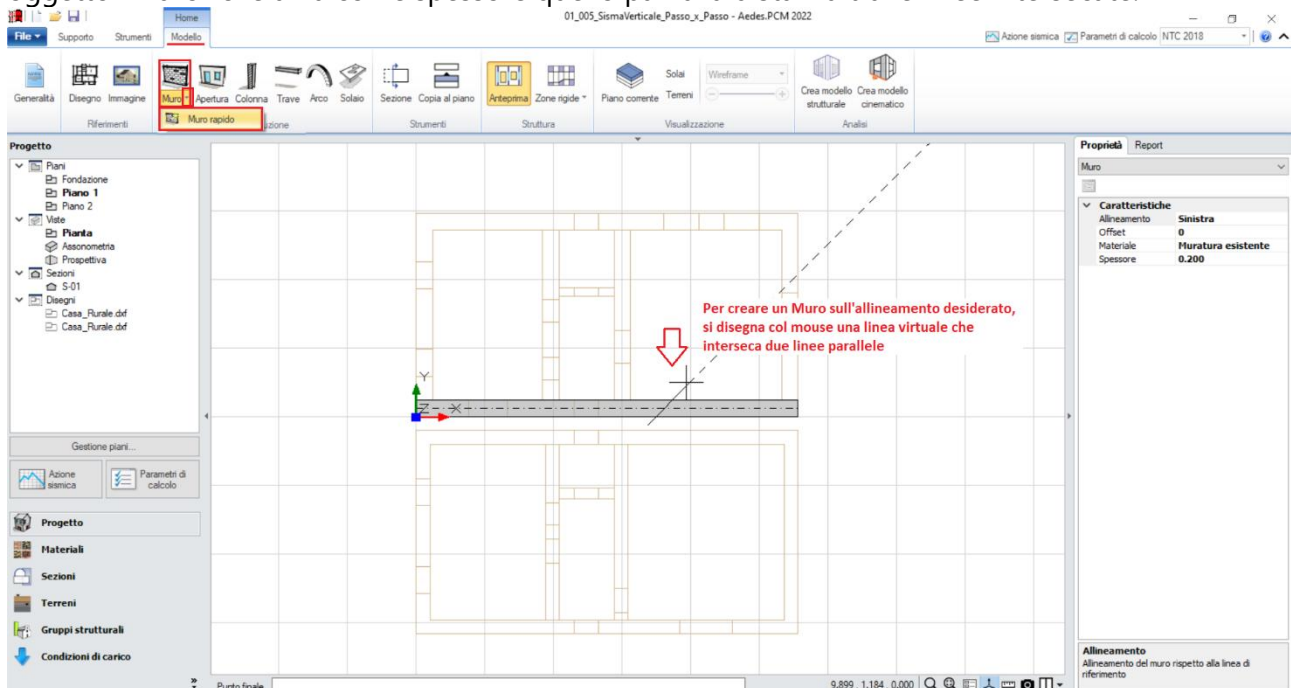 01_005_SismaVerticale_Passo_x_Passo - Aedes.PCM 2022
Home
File Supporto Strumenti Modello
Azione sismica Parametri di calcolo NTC 2018
Generalità Disegno Immagine Muro Apertura Colonna Trave Arco Solaio Sezione Copia al piano Anteprima Zone rigide Piano corrente
Solai Wireframe
Terreni
Crea modello strutturale
Crea modello cinematico
Muro rapido
Riferimenti Strumenti Struttura Visualizzazione Analisi
Progetto
Piani
Fondazione
Piano 1
Piano 2
Viste
Pianta
Assonometria
Prospettiva
Sezioni
S-01
Disegni
Casa_Rurale.dxf
Casa_Rurale.dxf
Gestione piani...
Azione sismica
Parametri di calcolo
Progetto
Materiali
Sezioni
Terreni
Gruppi strutturali
Condizioni di carico
Y
Z X
Per creare un Muro sull'allineamento desiderato,
si disegna col mouse una linea virtuale che
interseca due linee parallele
Proprietà Report
Muro
Caratteristiche
Allineamento Sinistra
Offset 0
Materiale Muratura esistente
Spessore 0.200
Allineamento
Allineamento del muro rispetto alla linea di
riferimento
Punto finale
9.899 , 1.184 , 0.000